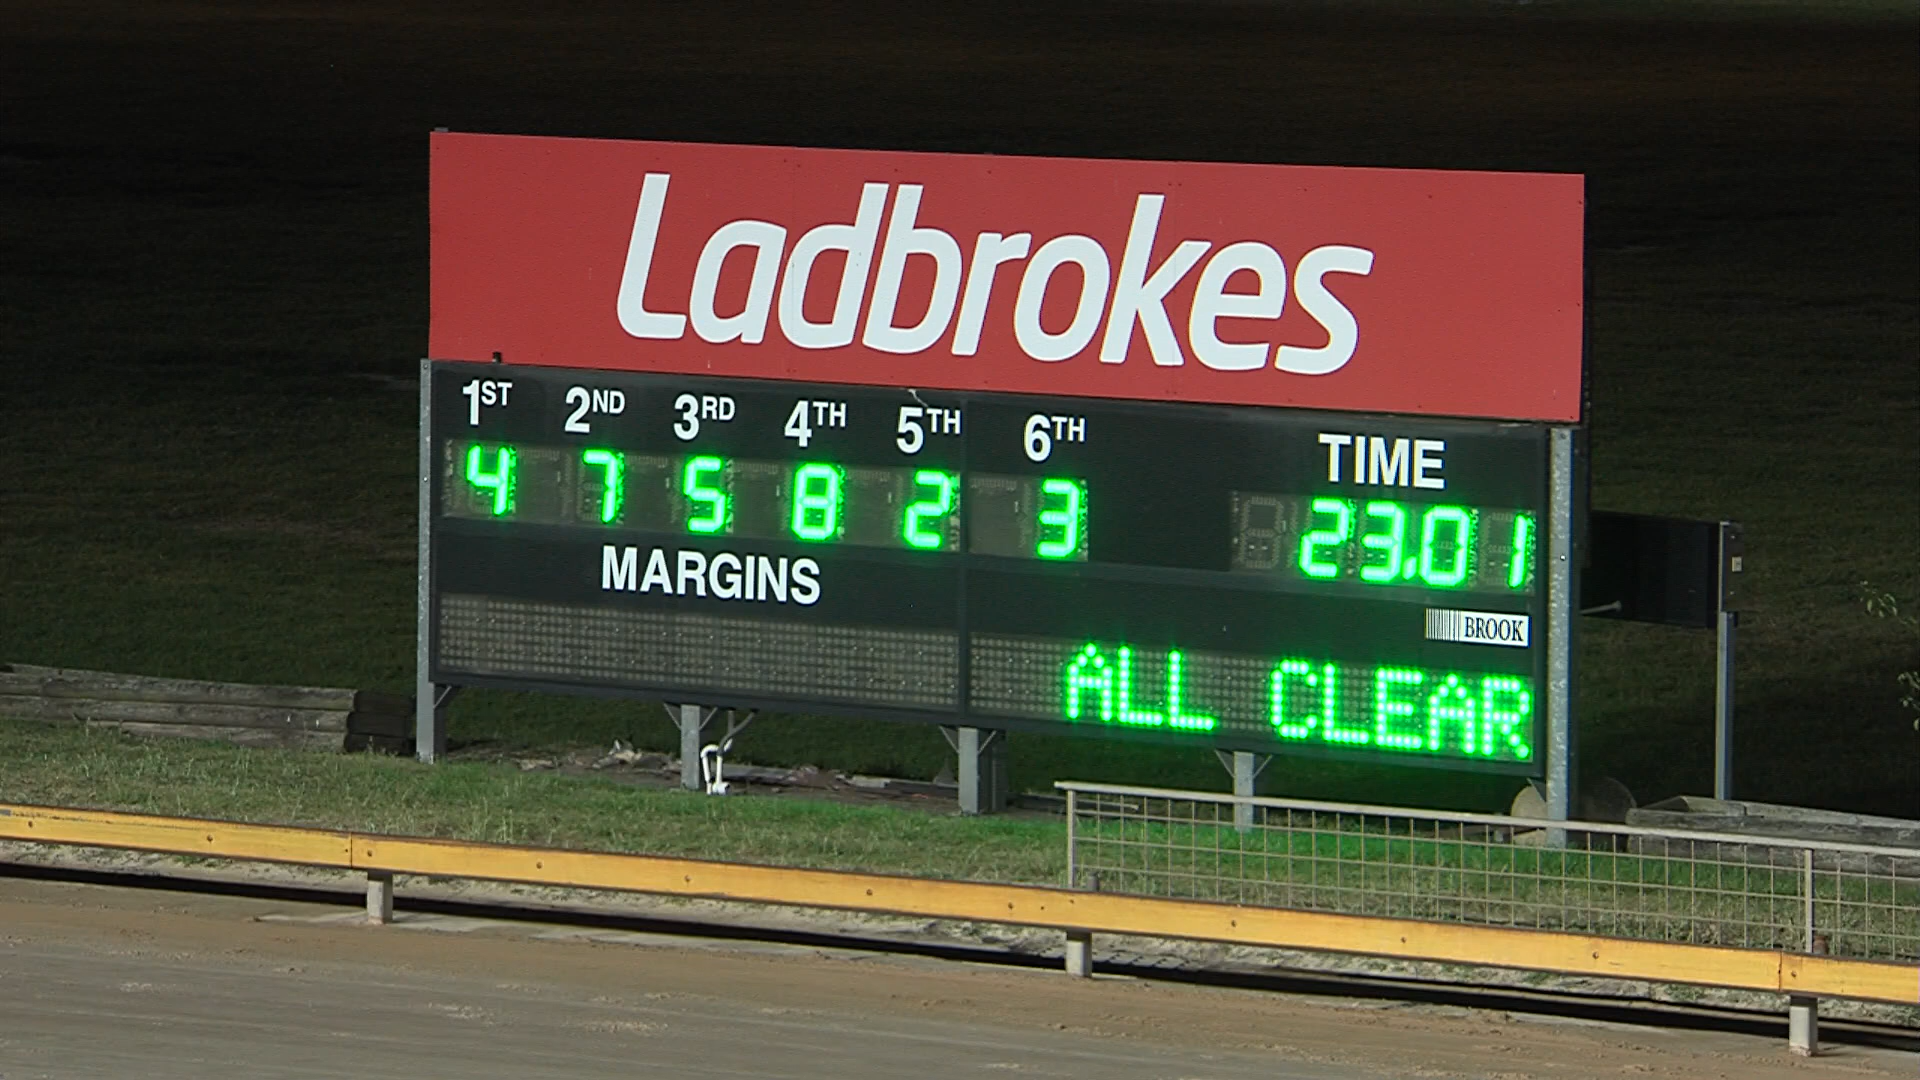 Ladbrokes
1ST 2ND 3RD 4TH 5TH 6TH TIME
4 7 5 8 2 3 23.01
MARGINS
BROOK
ALL CLEAR